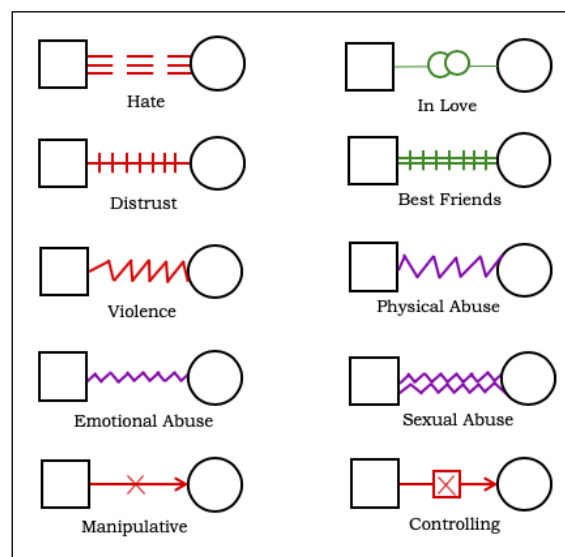 Hate
In Love
Distrust
Best Friends
Violence
Physical Abuse
Emotional Abuse
Sexual Abuse
Manipulative
Controlling